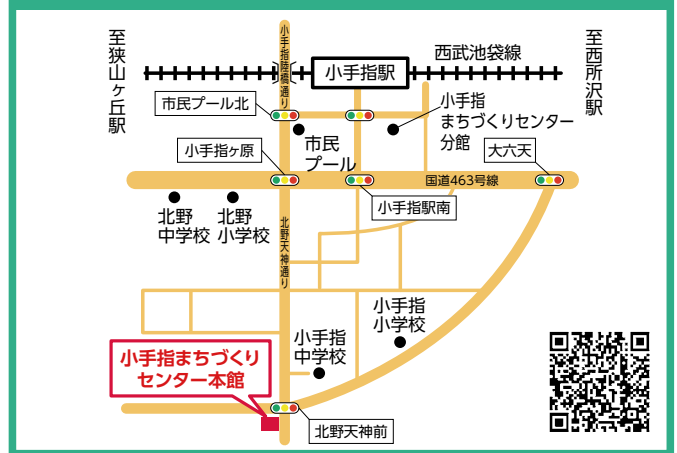 至狭山ヶ丘駅
小手指陸橋通り
小手指駅
西武池袋線
至西所沢駅
市民プール北
小手指
まちづくりセンター
分館
市民
プール
小手指ヶ原
大六天
国道463号線
北野
中学校
北野
小学校
小手指駅南
北野天神通り
小手指
中学校
小手指
小学校
小手指まちづくり
センター本館
北野天神前